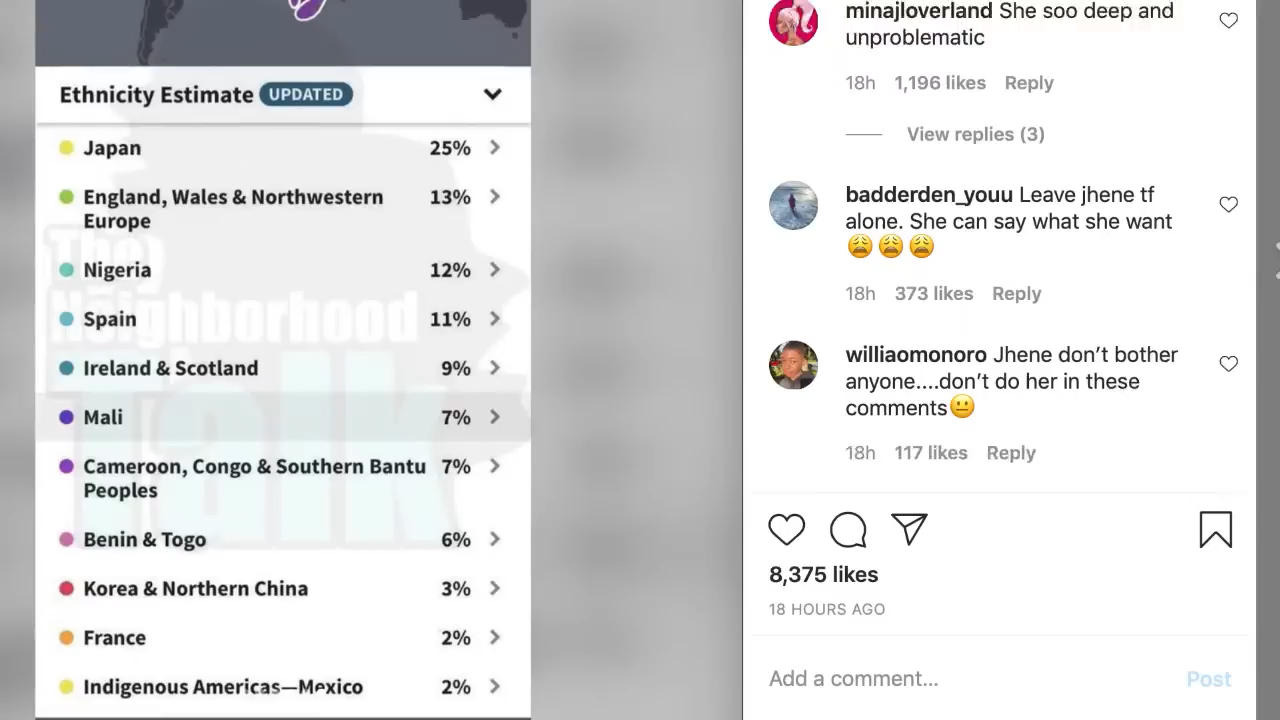 Ethnicity Estimate UPDATED
Japan 25%
England, Wales & Northwestern 13%
Europe
Nigeria 12%
Spain 11%
Ireland & Scotland 9%
Mali 7%
Cameroon, Congo & Southern Bantu 7%
Peoples
Benin & Togo 6%
Korea & Northern China 3%
France 2%
Indigenous Americas—Mexico 2%
The
Neighborhood
Talk
minajloverland She soo deep and
unproblematic
18h 1,196 likes Reply
View replies (3)
badderden_youu Leave jhene tf
alone. She can say what she want
😩😩😩
18h 373 likes Reply
williaomonoro Jhene don't bother
anyone....don't do her in these
comments😐
18h 117 likes Reply
8,375 likes
18 HOURS AGO
Add a comment... Post